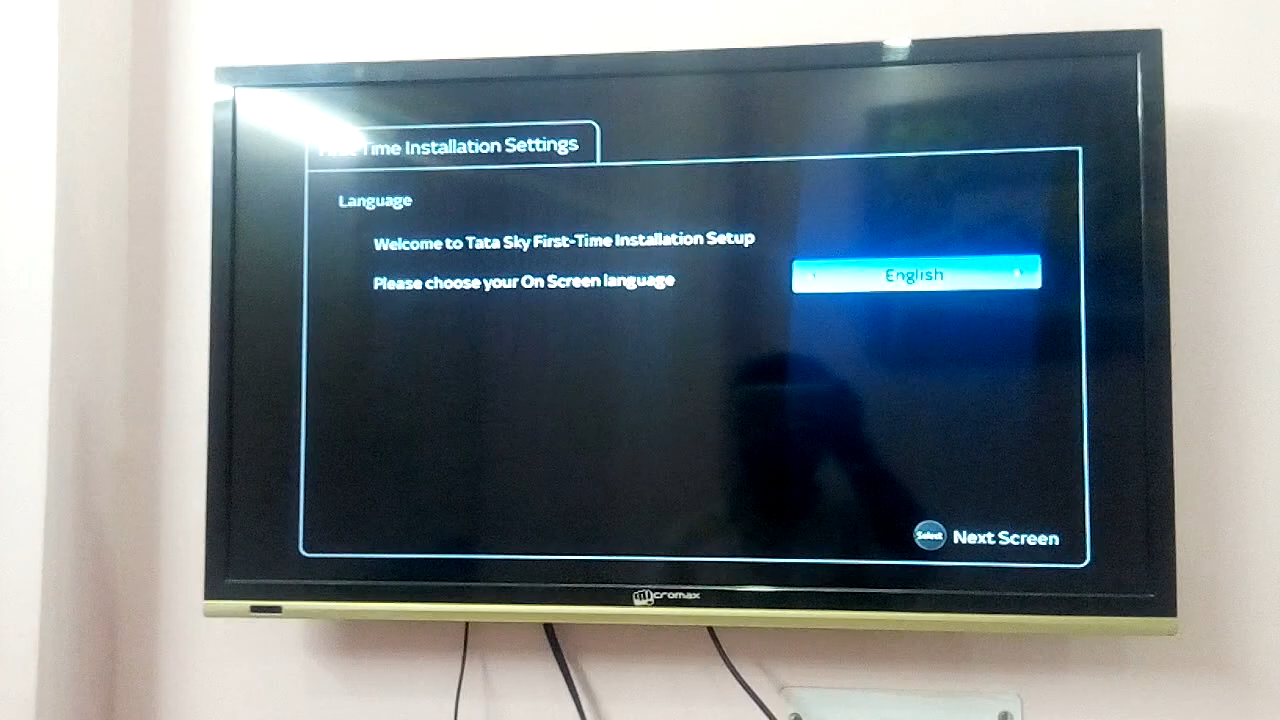 Time Installation Settings
Language
Welcome to Tata Sky First-Time Installation Setup
Please choose your On Screen language
English
Select Next Screen
micromax